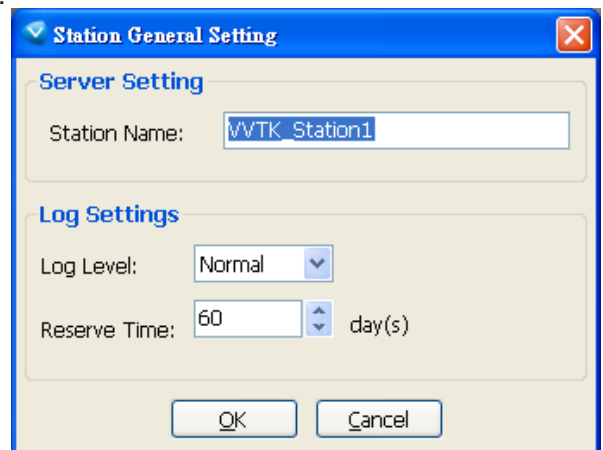 .
Station General Setting
Server Setting
Station Name: VVTK_Station1
Log Settings
Log Level: Normal
Reserve Time: 60 day(s)
OK Cancel